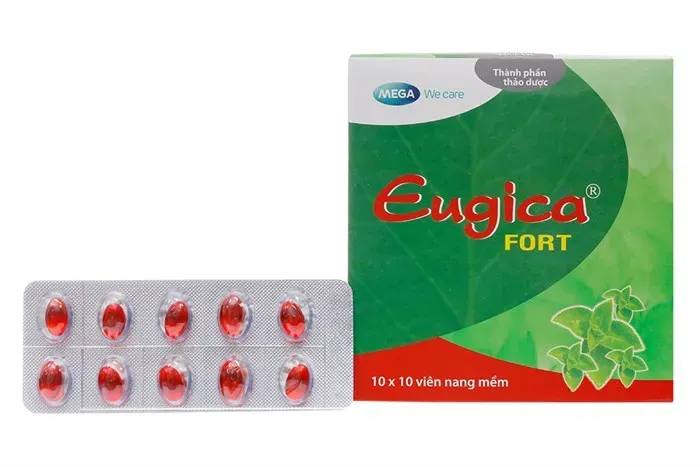 Thành phần
thảo dược
MEGA We care
Eugica®
FORT
10 x 10 viên nang mềm